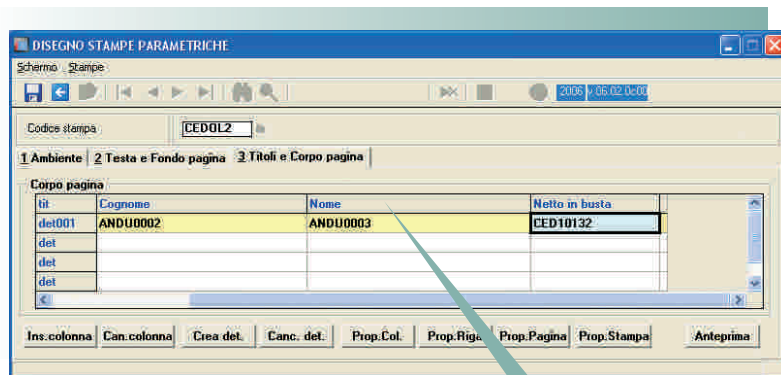 DISEGNO STAMPE PARAMETRICHE
Schermo Stampe
2006 v 06.02.0c00
Codice stampa CEDOL2
1 Ambiente 2 Testa e Fondo pagina 3 Titoli e Corpo pagina
Corpo pagina
tit Cognome Nome Netto in busta
det001 ANDU0002 ANDU0003 CED10132
det
det
det
Ins.colonna Can.colonna Crea det. Canc. det. Prop.Col. Prop.Riga Prop.Pagina Prop.Stampa Anteprima